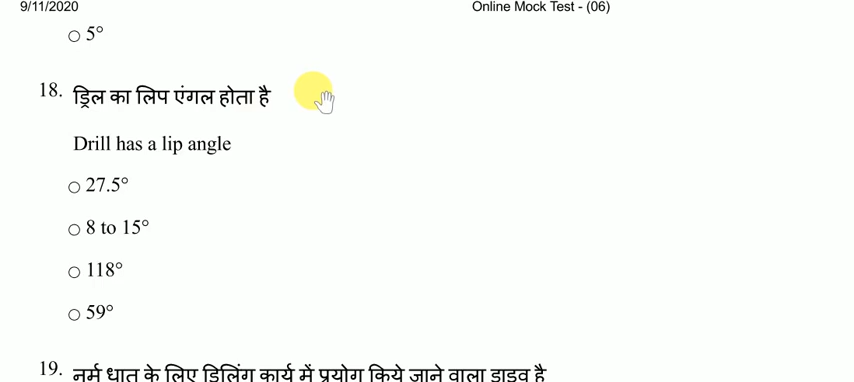 9/11/2020 Online Mock Test - (06)
5°
18. ड्रिल का लिप एंगल होता है
Drill has a lip angle
27.5°
8 to 15°
118°
59°
19. नर्म धातु के लिए ड्रिलिंग कार्य में प्रयोग किये जाने वाला ड्राइव है